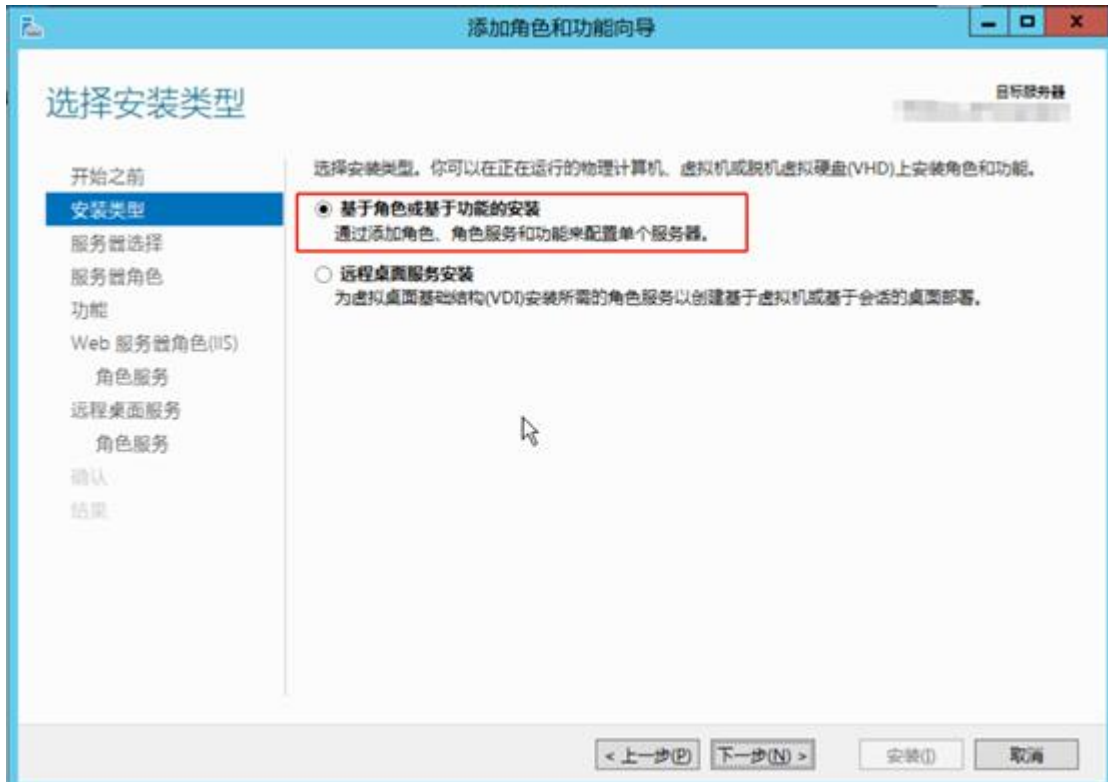 添加角色和功能向导
选择安装类型
目标服务器
开始之前
安装类型
服务器选择
服务器角色
功能
Web 服务器角色(IIS)
角色服务
远程桌面服务
角色服务
确认
结果
选择安装类型。你可以在正在运行的物理计算机、虚拟机或脱机虚拟硬盘(VHD)上安装角色和功能。
基于角色或基于功能的安装
通过添加角色、角色服务和功能来配置单个服务器。
远程桌面服务安装
为虚拟桌面基础结构(VDI)安装所需的角色服务以创建基于虚拟机或基于会话的桌面部署。
< 上一步(P) 下一步(N) > 安装(I) 取消